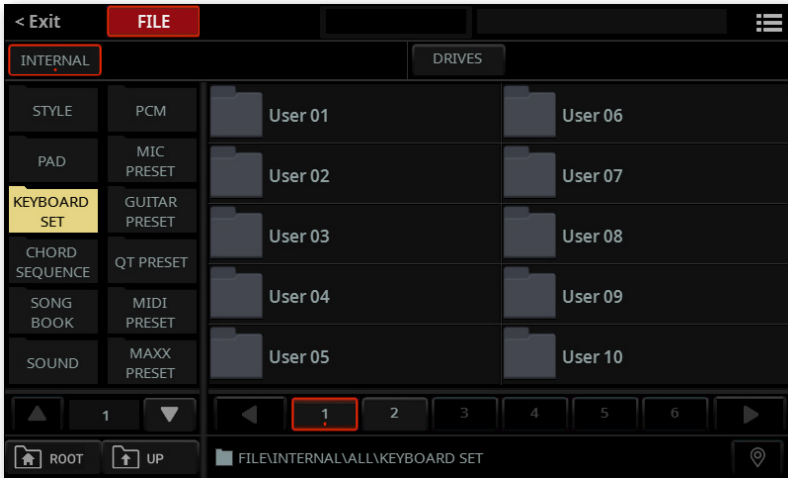 < Exit
FILE
INTERNAL
DRIVES
STYLE
PCM
PAD
MIC
PRESET
KEYBOARD
SET
GUITAR
PRESET
CHORD
SEQUENCE
QT PRESET
SONG
BOOK
MIDI
PRESET
SOUND
MAXX
PRESET
User 01
User 06
User 02
User 07
User 03
User 08
User 04
User 09
User 05
User 10
1
1
2
3
4
5
6
ROOT
UP
FILE\INTERNAL\ALL\KEYBOARD SET